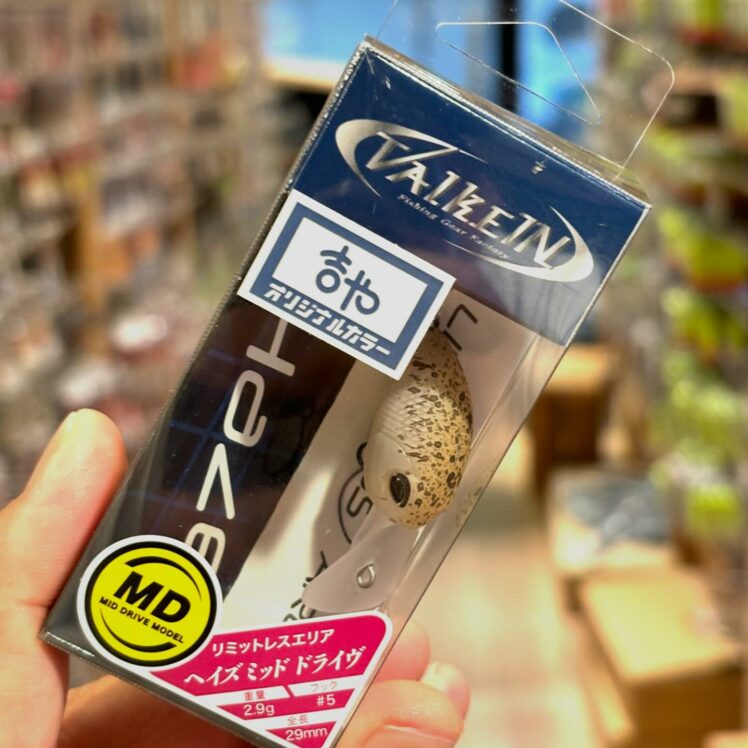 VALKEIN
Fishing Gear Factory
吉や
オリジナルカラー
Haze
MD
MID DRIVE MODEL
リミットレスエリア
ヘイズ ミッド ドライヴ
重量
フック
2.9g
#5
全長
29mm